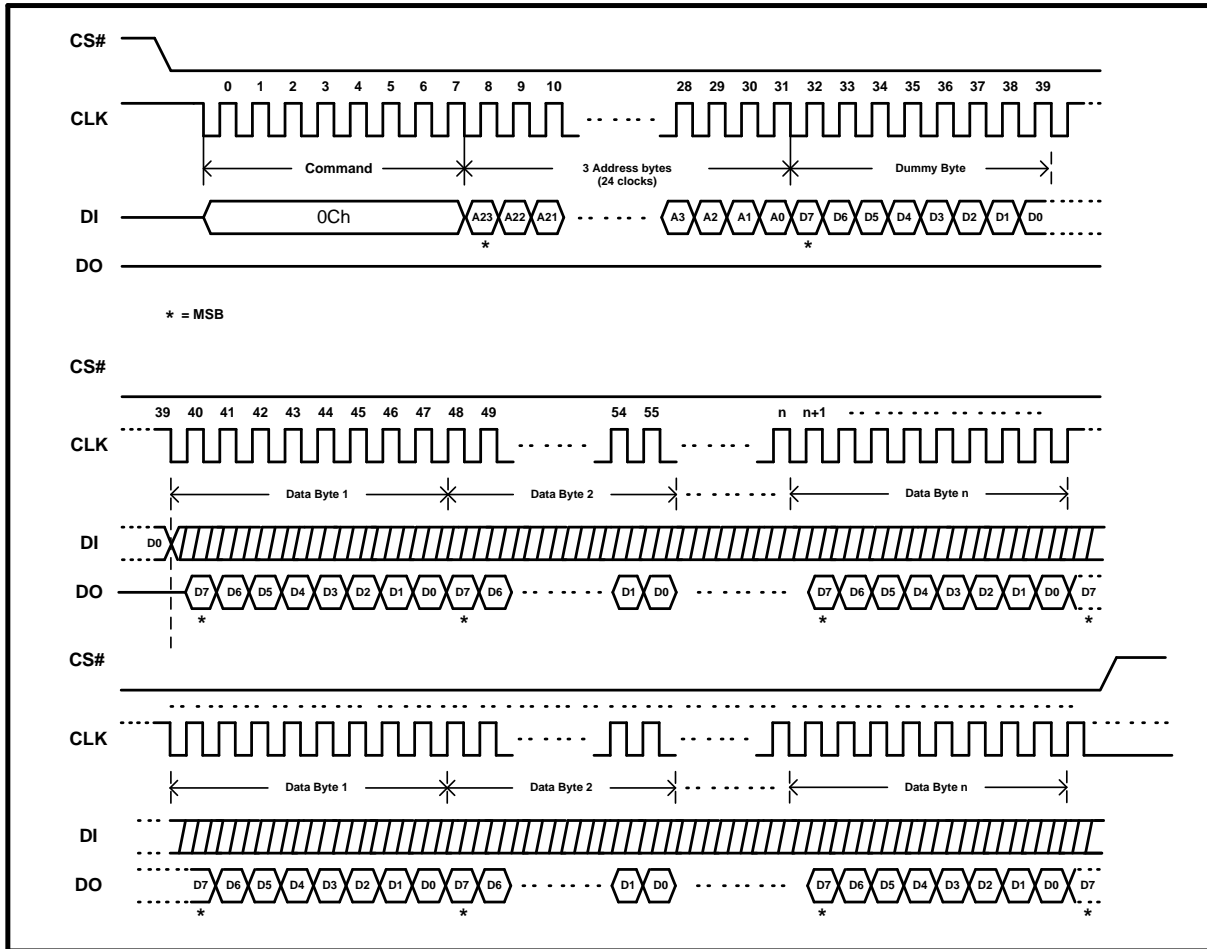 CS#
0 1 2 3 4 5 6 7 8 9 10 28 29 30 31 32 33 34 35 36 37 38 39
CLK
Command 3 Address bytes (24 clocks) Dummy Byte
DI 0Ch A23 A22 A21 A3 A2 A1 A0 D7 D6 D5 D4 D3 D2 D1 D0
* *
DO
* = MSB
CS#
39 40 41 42 43 44 45 46 47 48 49 54 55 n n+1
CLK
Data Byte 1 Data Byte 2 Data Byte n
DI D0
DO D7 D6 D5 D4 D3 D2 D1 D0 D7 D6 D1 D0 D7 D6 D5 D4 D3 D2 D1 D0 D7
* * * *
CS#
CLK
Data Byte 1 Data Byte 2 Data Byte n
DI
DO D7 D6 D5 D4 D3 D2 D1 D0 D7 D6 D1 D0 D7 D6 D5 D4 D3 D2 D1 D0 D7
* * * *